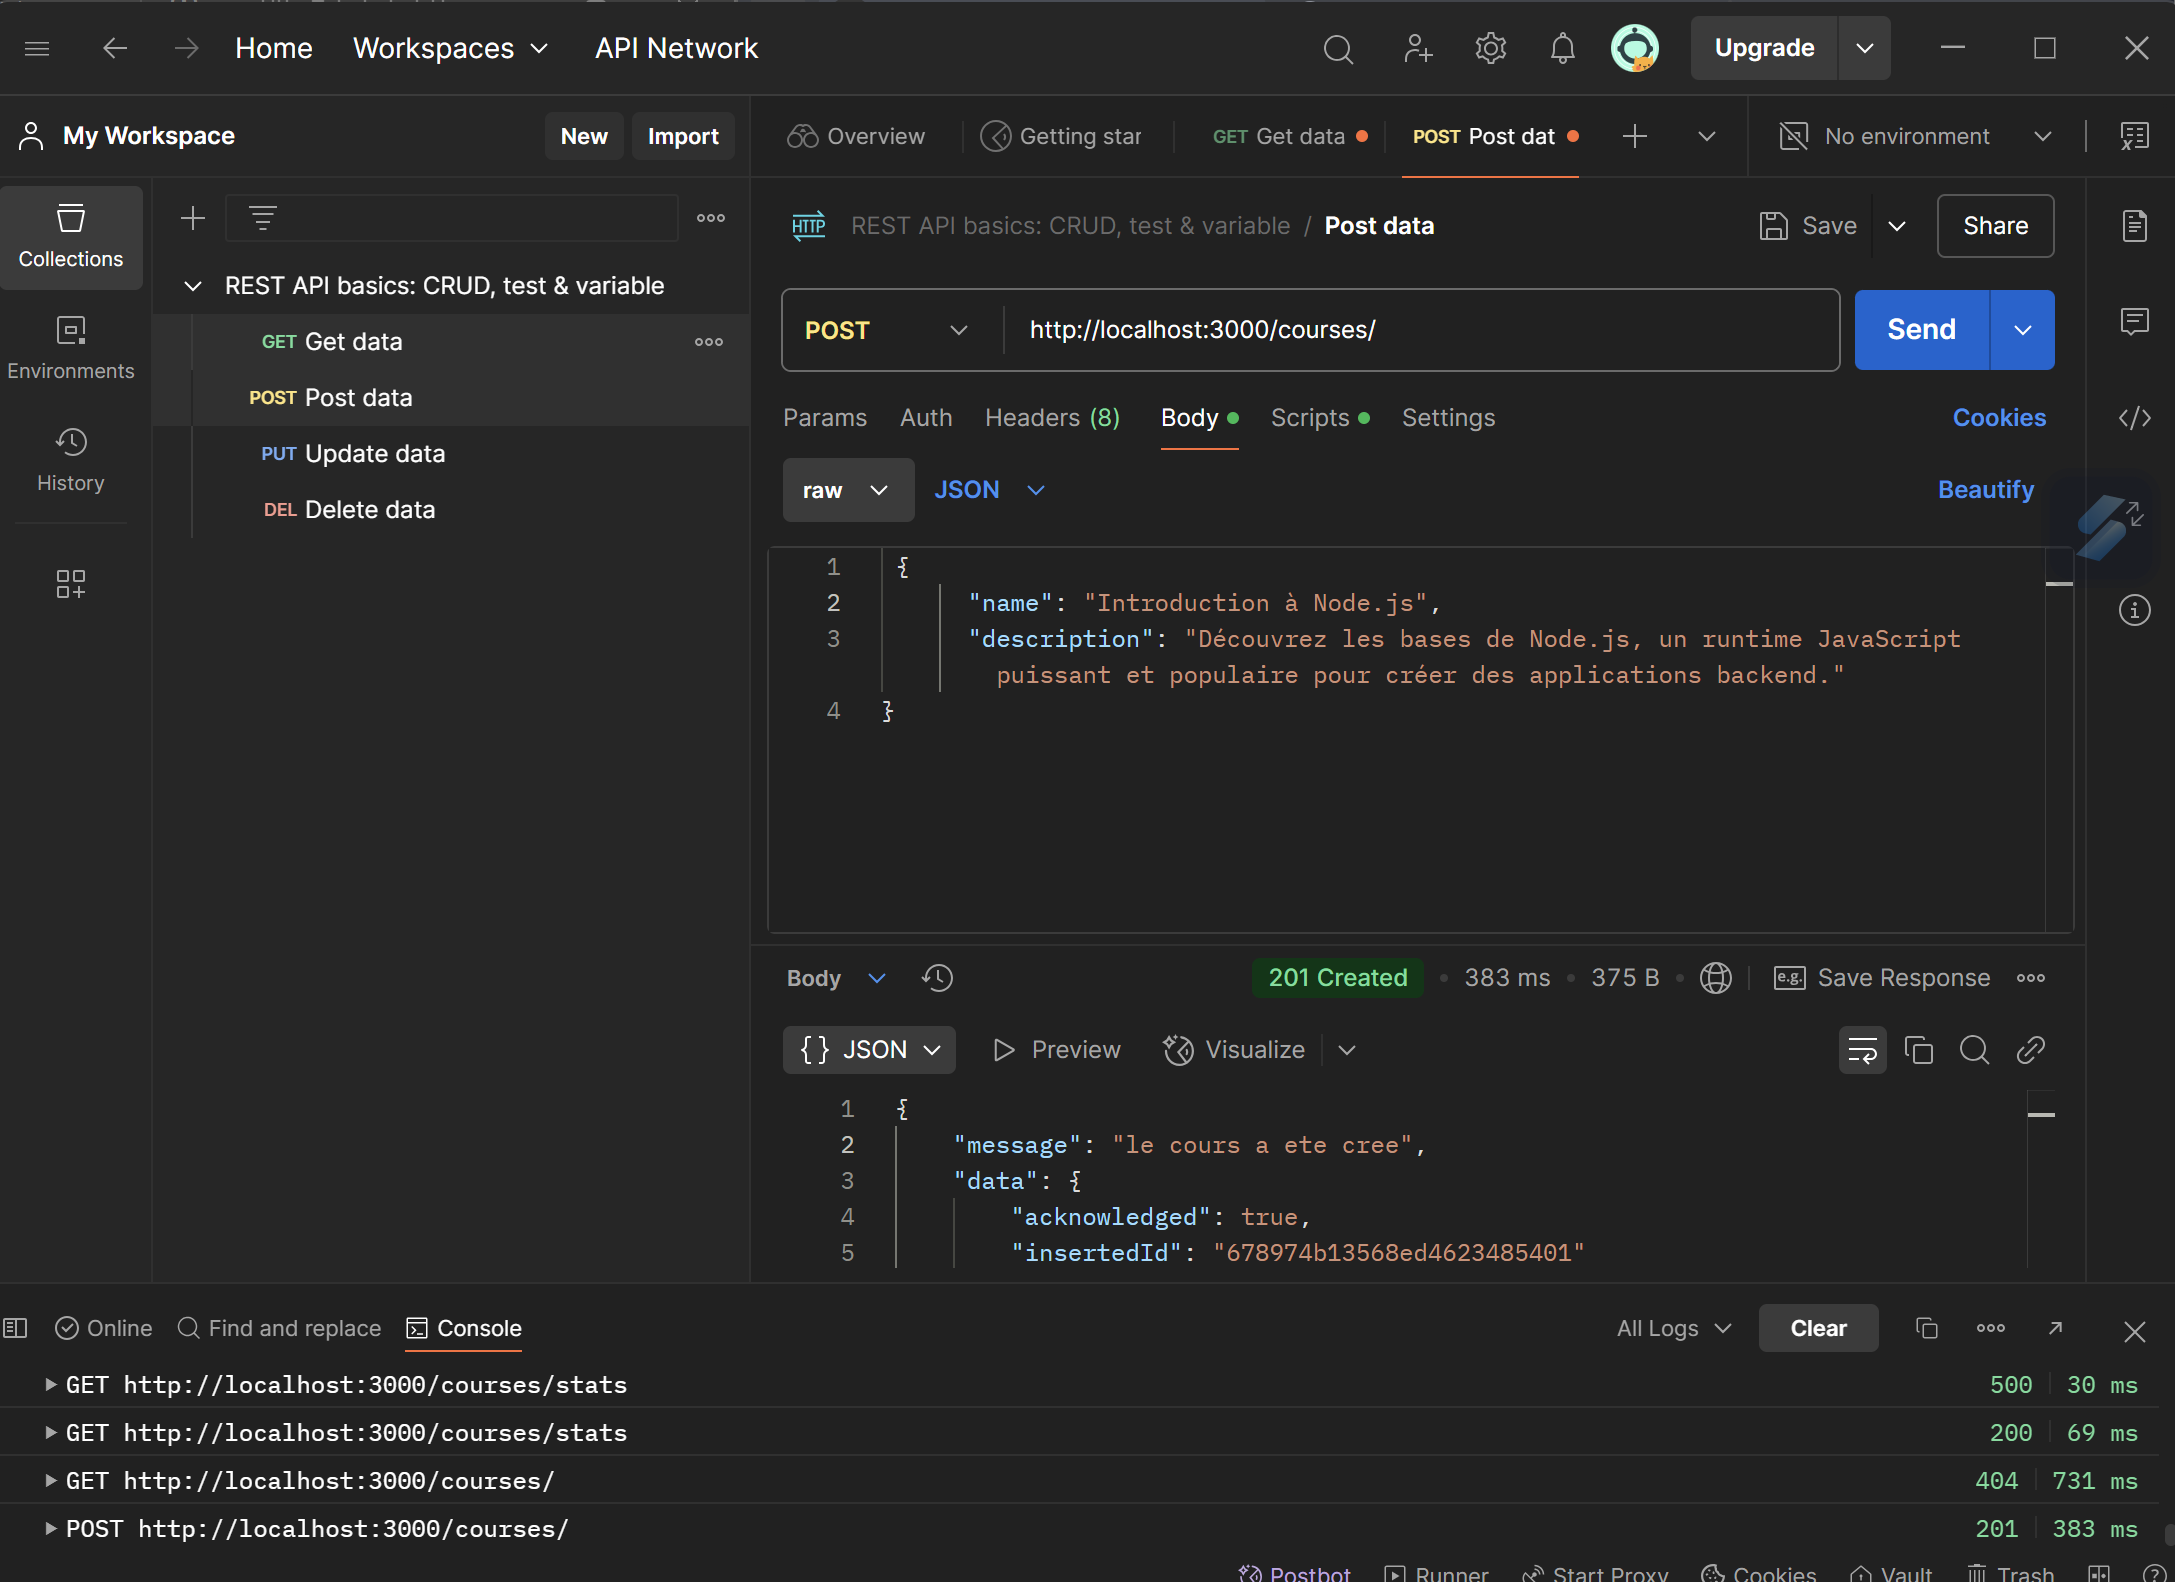 Home Workspaces API Network Upgrade
My Workspace New Import
Overview Getting star GET Get data POST Post dat No environment
Collections
Environments
History
REST API basics: CRUD, test & variable
GET Get data
POST Post data
PUT Update data
DEL Delete data
HTTP REST API basics: CRUD, test & variable / Post data Save Share
POST http://localhost:3000/courses/ Send
Params Auth Headers (8) Body Scripts Settings Cookies
raw JSON Beautify
1 {
2 "name": "Introduction à Node.js",
3 "description": "Découvrez les bases de Node.js, un runtime JavaScript
puissant et populaire pour créer des applications backend."
4 }
Body 201 Created 383 ms 375 B e.g. Save Response
{} JSON Preview Visualize
1 {
2 "message": "le cours a ete cree",
3 "data": {
4 "acknowledged": true,
5 "insertedId": "678974b13568ed4623485401"
Online Find and replace Console All Logs Clear
GET http://localhost:3000/courses/stats 500 30 ms
GET http://localhost:3000/courses/stats 200 69 ms
GET http://localhost:3000/courses/ 404 731 ms
POST http://localhost:3000/courses/ 201 383 ms
Postbot Runner Start Proxy Cookies Vault Trash